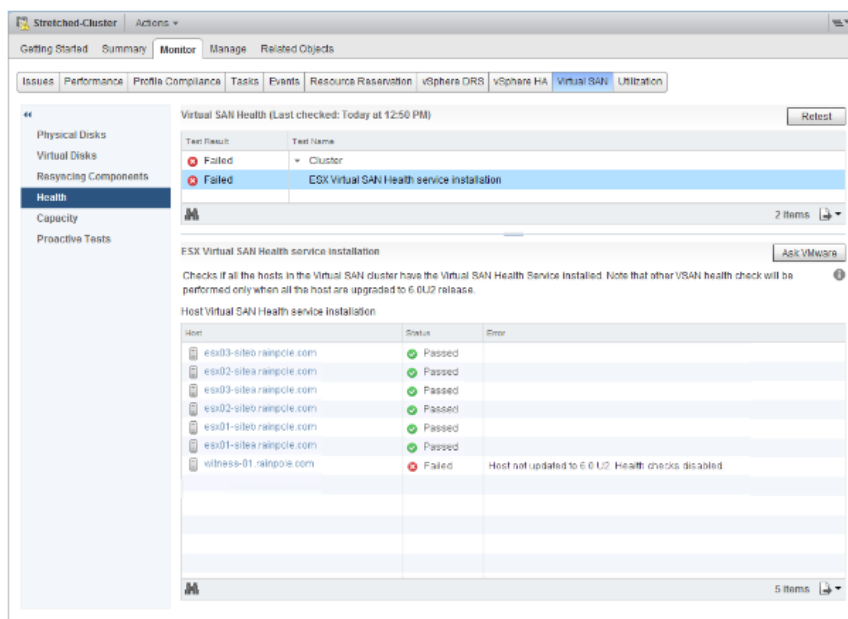 Stretched-Cluster Actions
Getting Started Summary Monitor Manage Related Objects
Issues Performance Profile Compliance Tasks Events Resource Reservation vSphere DRS vSphere HA Virtual SAN Utilization
Physical Disks
Virtual Disks
Resyncing Components
Health
Capacity
Proactive Tests
Virtual SAN Health (Last checked: Today at 12:50 PM) Retest
Test Result Test Name
Failed Cluster
Failed ESX Virtual SAN Health service installation
2 items
ESX Virtual SAN Health service installation Ask VMware
Checks if all the hosts in the Virtual SAN cluster have the Virtual SAN Health Service installed. Note that other VSAN health check will be
performed only when all the host are upgraded to 6.0U2 release.
Host Virtual SAN Health service installation
Host Status Error
esx03-siteb.rainpole.com Passed
esx02-sitea.rainpole.com Passed
esx03-sitea.rainpole.com Passed
esx02-siteb.rainpole.com Passed
esx01-siteb.rainpole.com Passed
esx01-sitea.rainpole.com Passed
witness-01.rainpole.com Failed Host not updated to 6.0 U2. Health checks disabled.
5 items